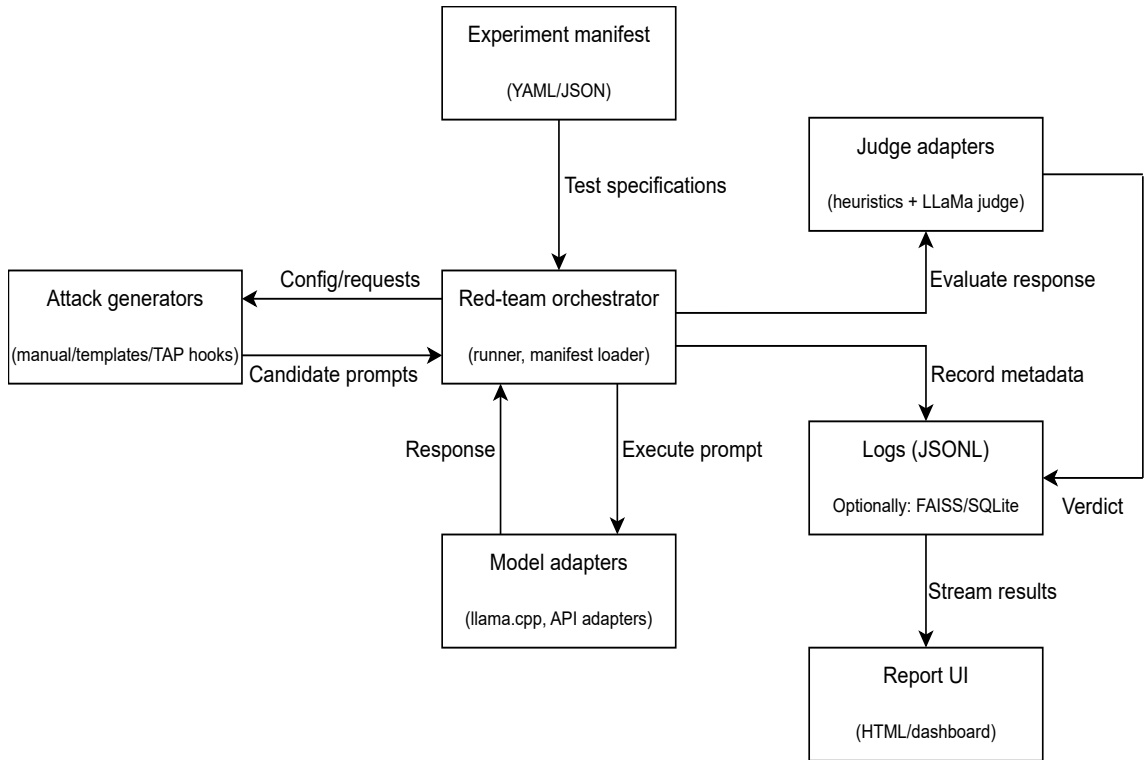 Experiment manifest
(YAML/JSON)
Test specifications
Judge adapters
(heuristics + LLaMa judge)
Evaluate response
Attack generators
(manual/templates/TAP hooks)
Config/requests
Candidate prompts
Red-team orchestrator
(runner, manifest loader)
Record metadata
Response
Execute prompt
Logs (JSONL)
Optionally: FAISS/SQLite
Verdict
Model adapters
(llama.cpp, API adapters)
Stream results
Report UI
(HTML/dashboard)